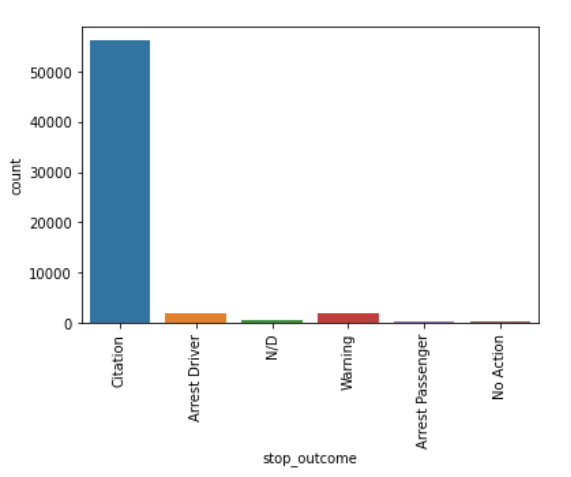 50000
40000
30000
20000
10000
0
count
Citation
Arrest Driver
N/D
Warning
Arrest Passenger
No Action
stop_outcome